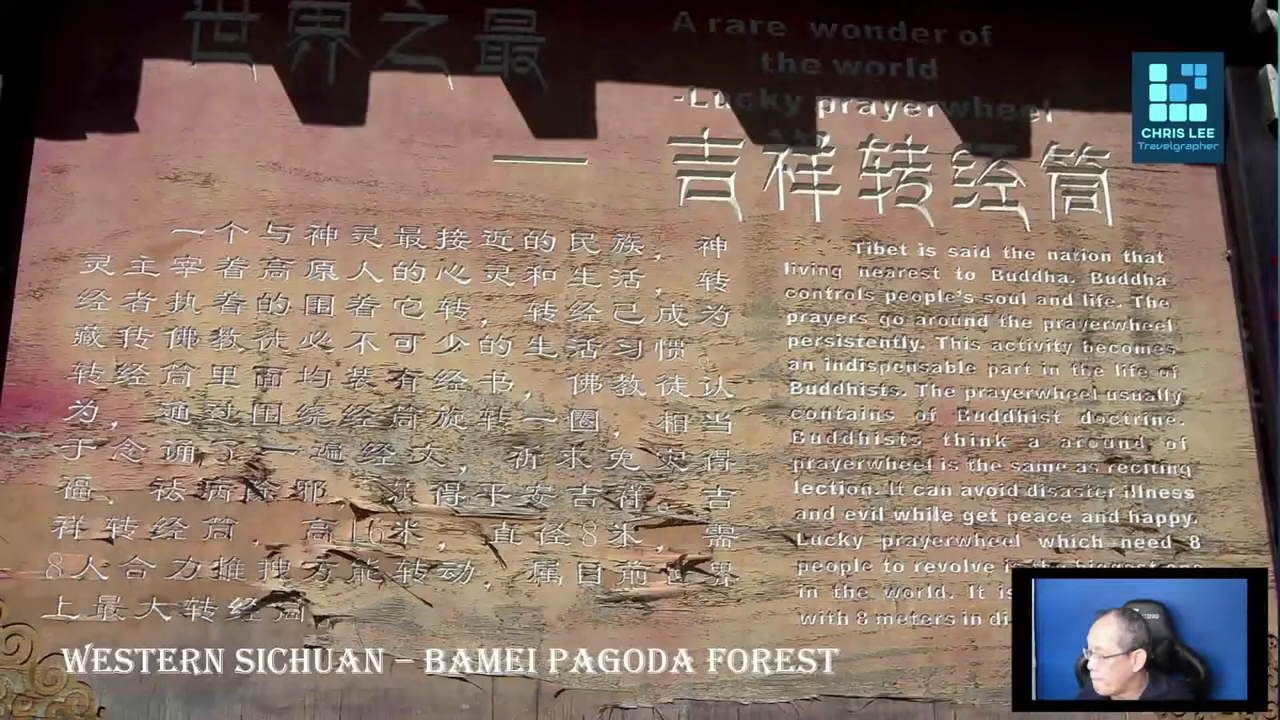 世界之最
A rare wonder of
the world
-Lucky prayerwheel
一 吉祥转经筒
一个与神灵最接近的民族，神
灵主宰着高原人的心灵和生活，转
经者执着的围着它转，转经已成为
藏传佛教徒必不可少的生活习惯
转经筒里面均装有经书，佛教徒认
为，通过围绕经筒旋转一圈，相当
于念诵了一遍经文，祈求免灾得
福、祛病除邪 获得平安吉祥。吉
祥转经筒，高16米，直径8米，需
8人合力推拽方能转动，属目前世界
上最大转经筒
Tibet is said the nation that
living nearest to Buddha. Buddha
controls people's soul and life. The
prayers go around the prayerwheel
persistently. This activity becomes
an indispensable part in the life of
Buddhists. The prayerwheel usually
contains of Buddhist doctrine.
Buddhists think a around of
prayerwheel is the same as reciting
lection. It can avoid disaster illness
and evil while get peace and happy.
Lucky prayerwheel which need 8
people to revolve is the biggest one
in the world. It is
with 8 meters in di
CHRIS LEE
Travelgrapher
WESTERN SICHUAN – BAMEI PAGODA FOREST